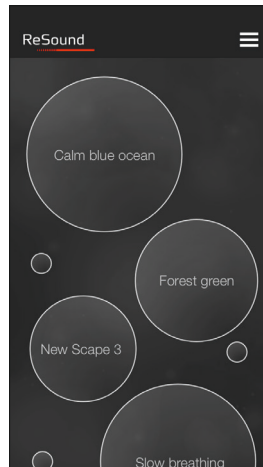 ReSound
Calm blue ocean
Forest green
New Scape 3
Slow breathing